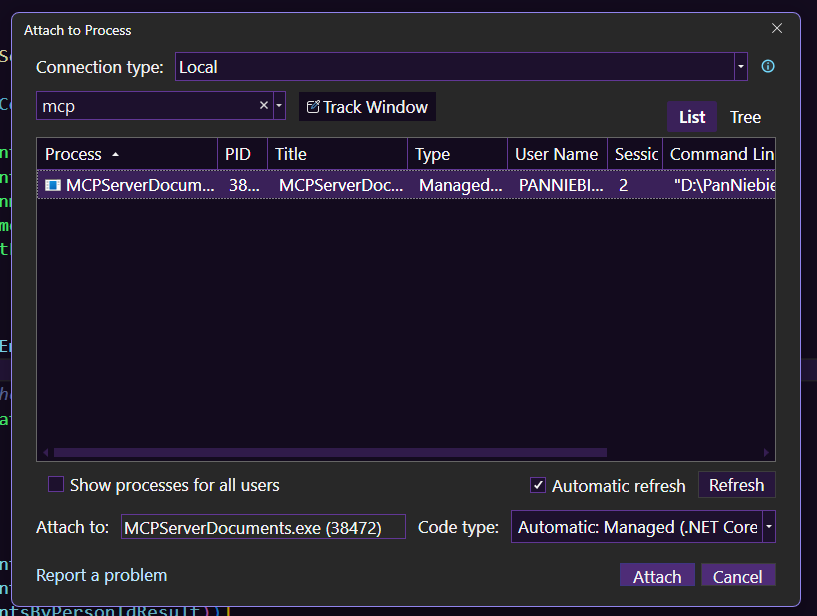 Attach to Process
Connection type: Local
mcp Track Window
List Tree
Process PID Title Type User Name Sessic Command Lin
MCPServerDocum... 38... MCPServerDoc... Managed... PANNIEBI... 2 "D:\PanNiebie
Show processes for all users
Automatic refresh Refresh
Attach to: MCPServerDocuments.exe (38472) Code type: Automatic: Managed (.NET Core
Report a problem
Attach Cancel
ntsByPersonIdResult